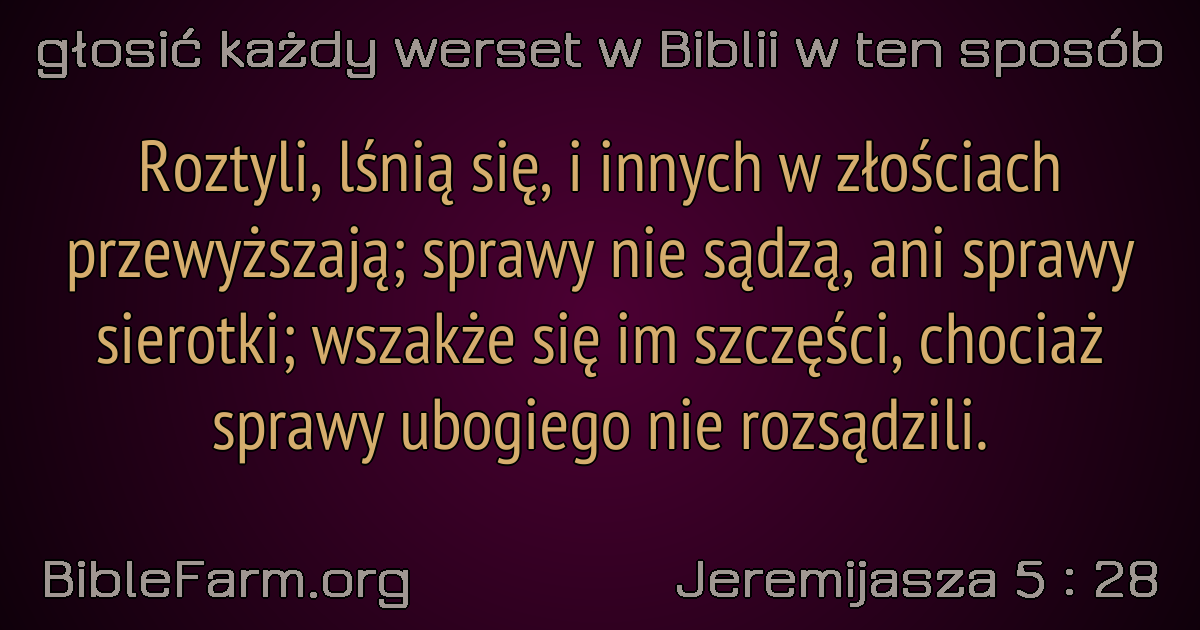 głosić każdy werset w Biblii w ten sposób
Roztyli, lśnią się, i innych w złościach
przewyższają; sprawy nie sądzą, ani sprawy
sierotki; wszakże się im szczęści, chociaż
sprawy ubogiego nie rozsądzili.
BibleFarm.org
Jeremijasza 5 : 28